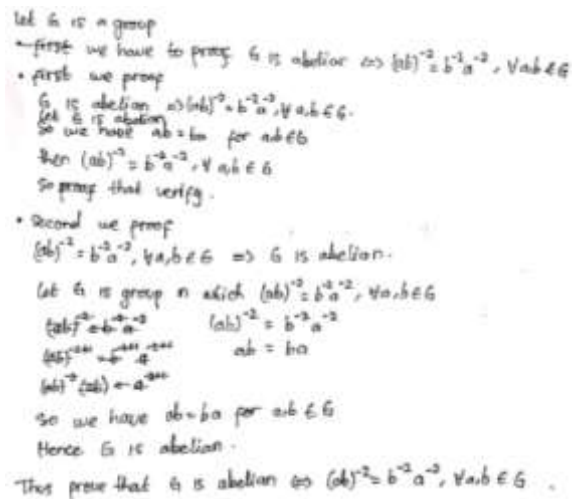 Let G is a group
first we have to proof G is abelian <=> (ab)⁻² = b⁻²a⁻², ∀a,b∈G
• first we proof
G is abelian => (ab)⁻² = b⁻²a⁻², ∀ a,b∈G.
let G is abelian
So we have ab = ba for a,b∈G
then (ab)⁻² = b⁻²a⁻², ∀ a,b ∈ G
So proof that verify.
• Second we proof
(ab)⁻² = b⁻²a⁻², ∀a,b∈G => G is abelian.
let G is group in which (ab)⁻² = b⁻²a⁻², ∀a,b∈G
(ab)⁻² = b⁻²a⁻²
ab = ba
so we have ab=ba for a,b ∈ G
Hence G is abelian.
Thus prove that G is abelian <=> (ab)⁻² = b⁻²a⁻², ∀a,b ∈ G.